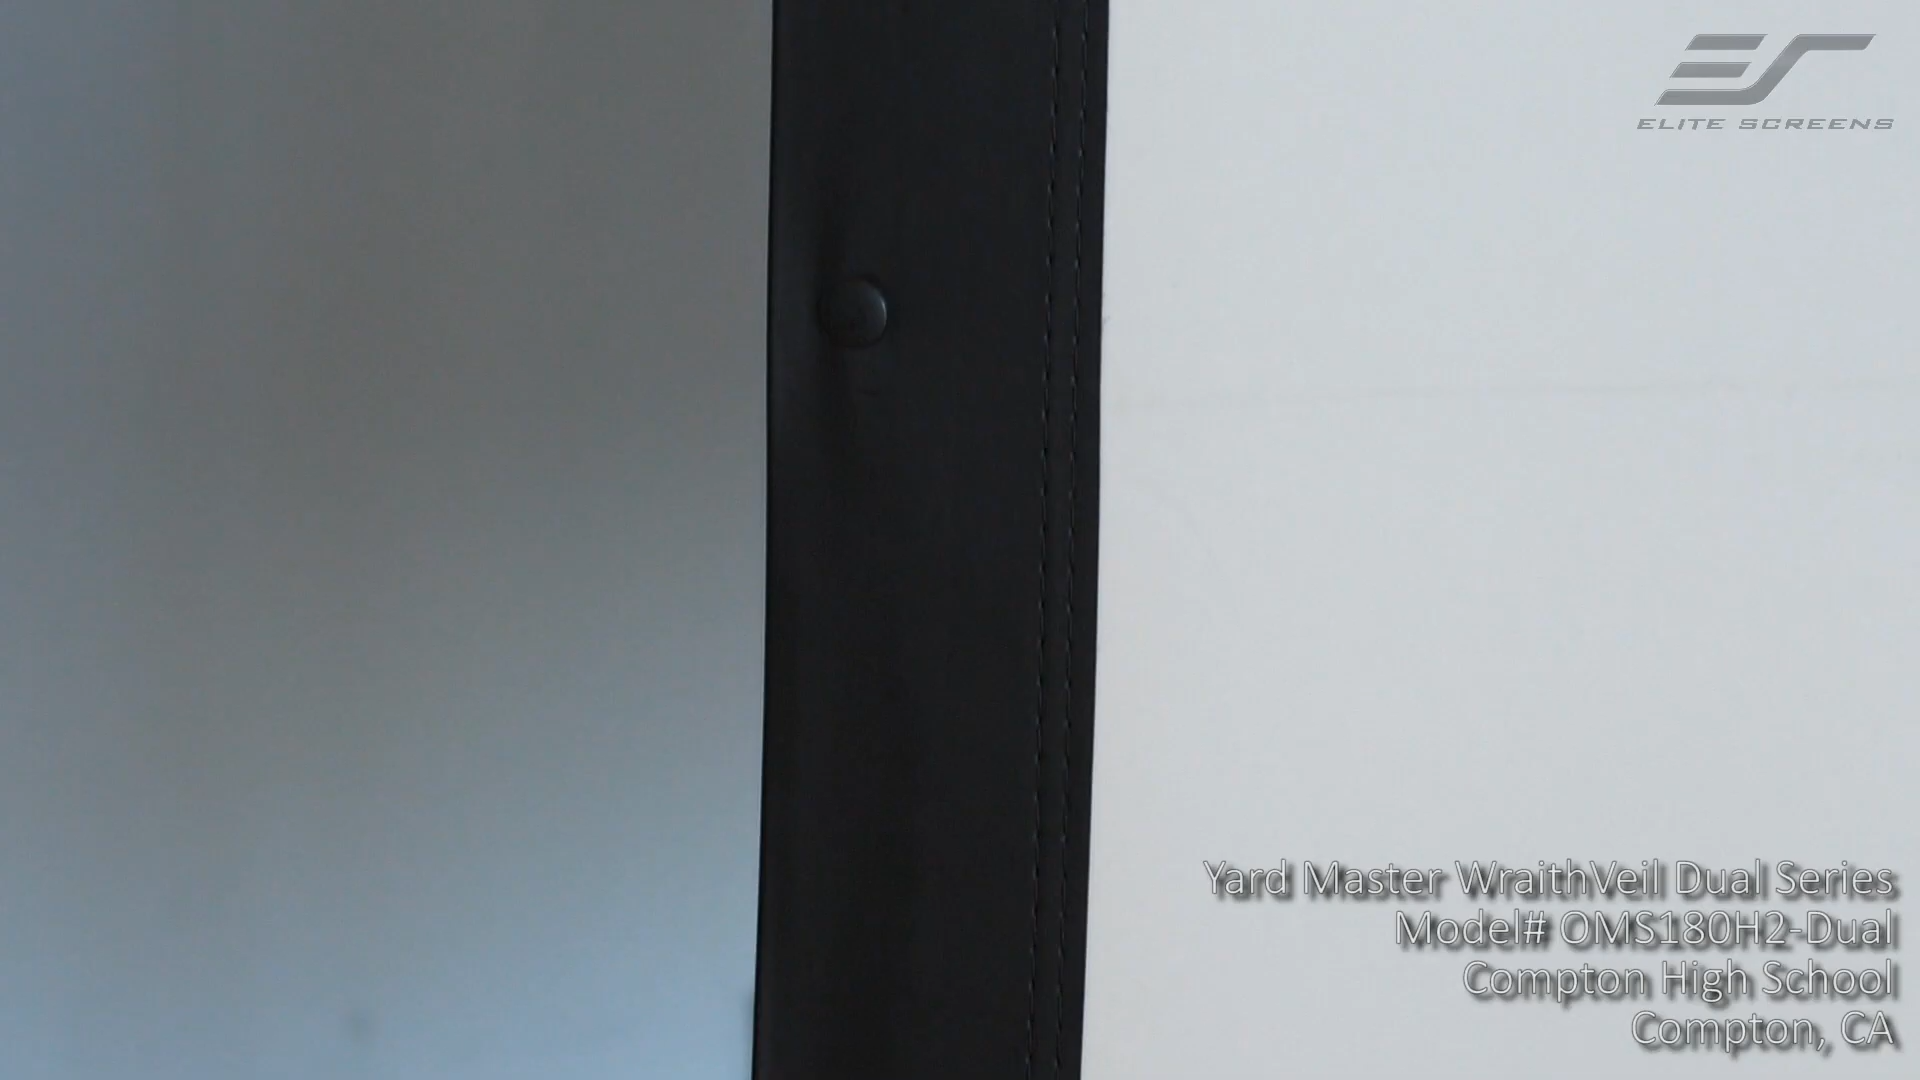 ELITE SCREENS
Yard Master WraithVeil Dual Series
Model# OMS180H2-Dual
Compton High School
Compton, CA